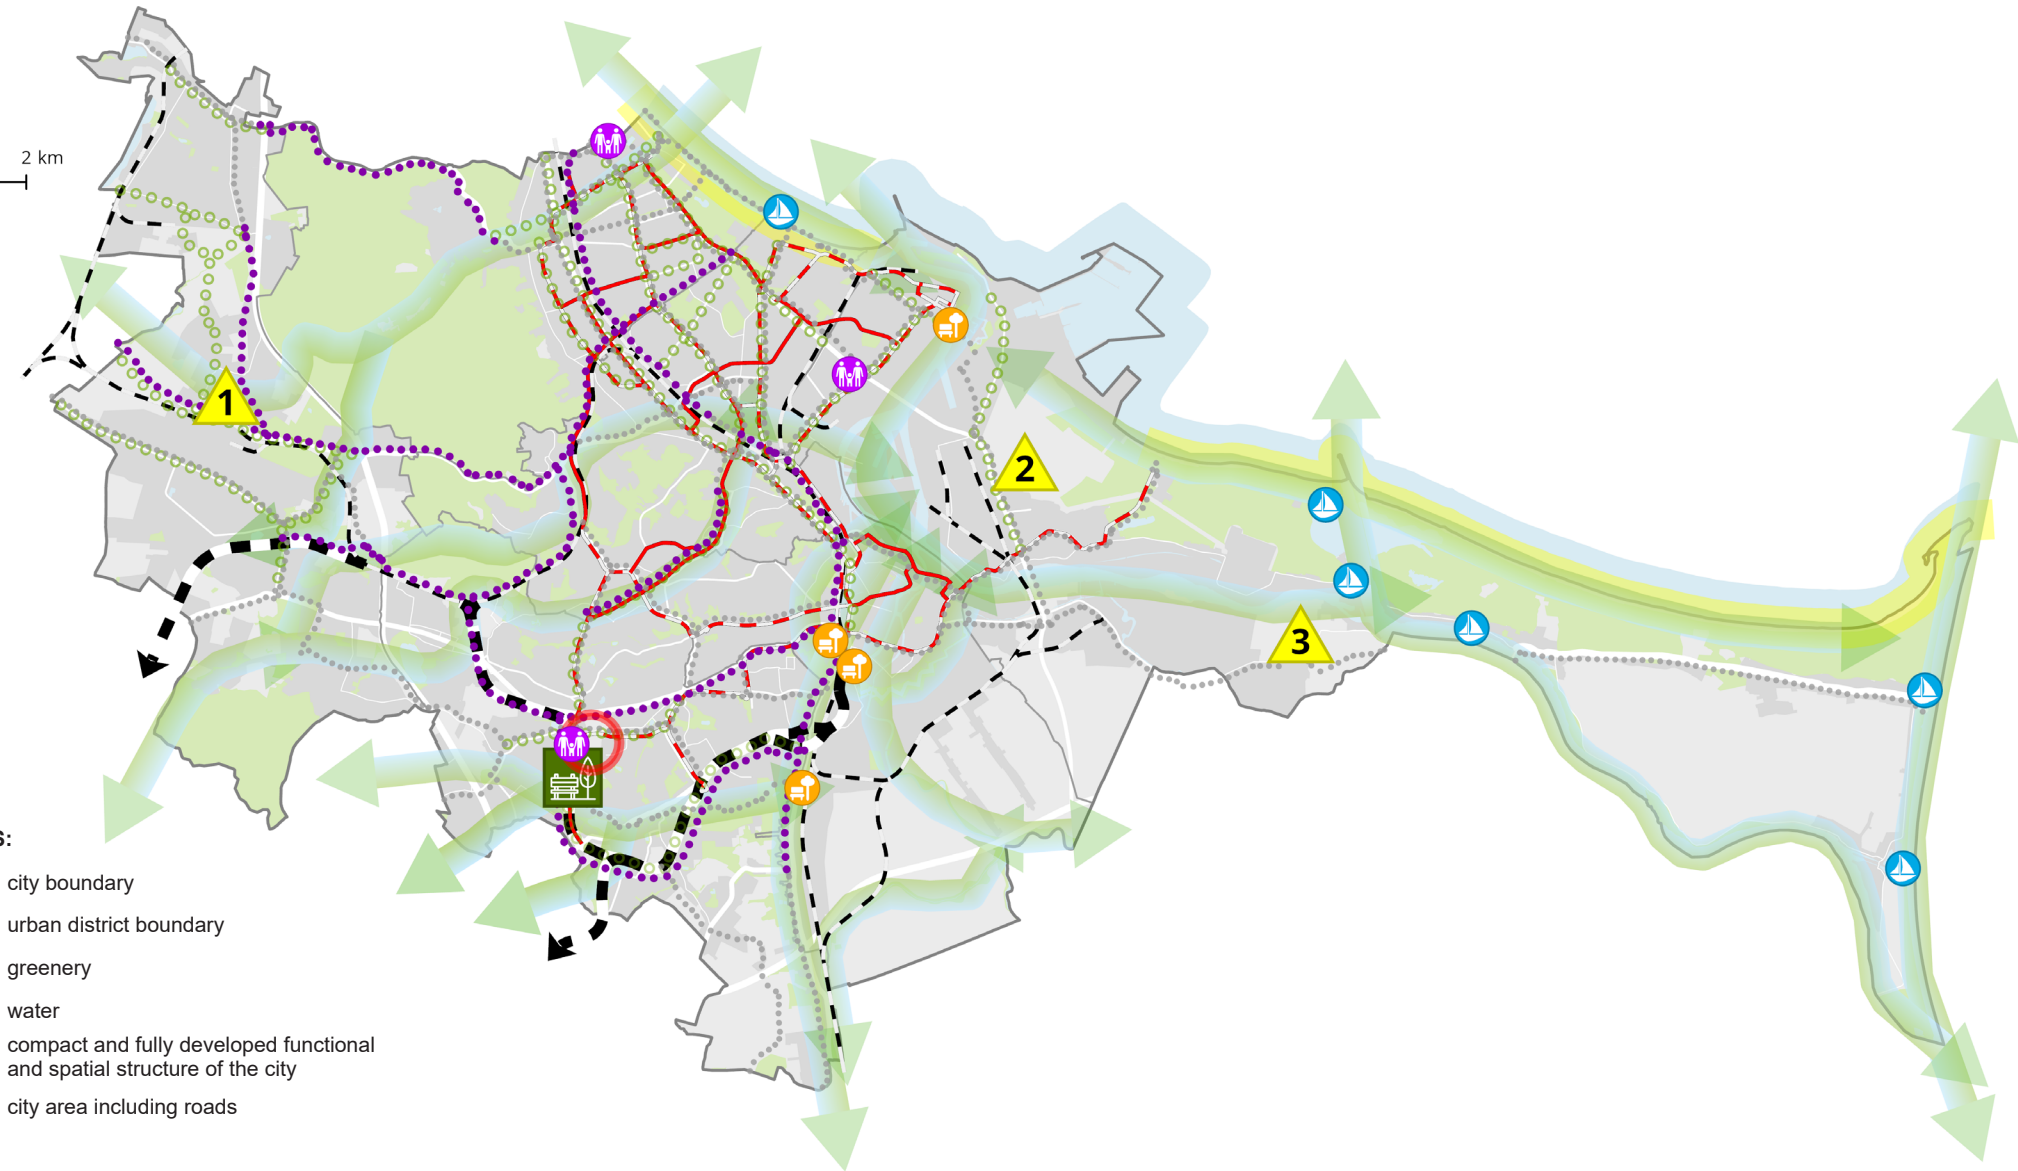 2 km
1
2
3
s:
city boundary
urban district boundary
greenery
water
compact and fully developed functional
and spatial structure of the city
city area including roads